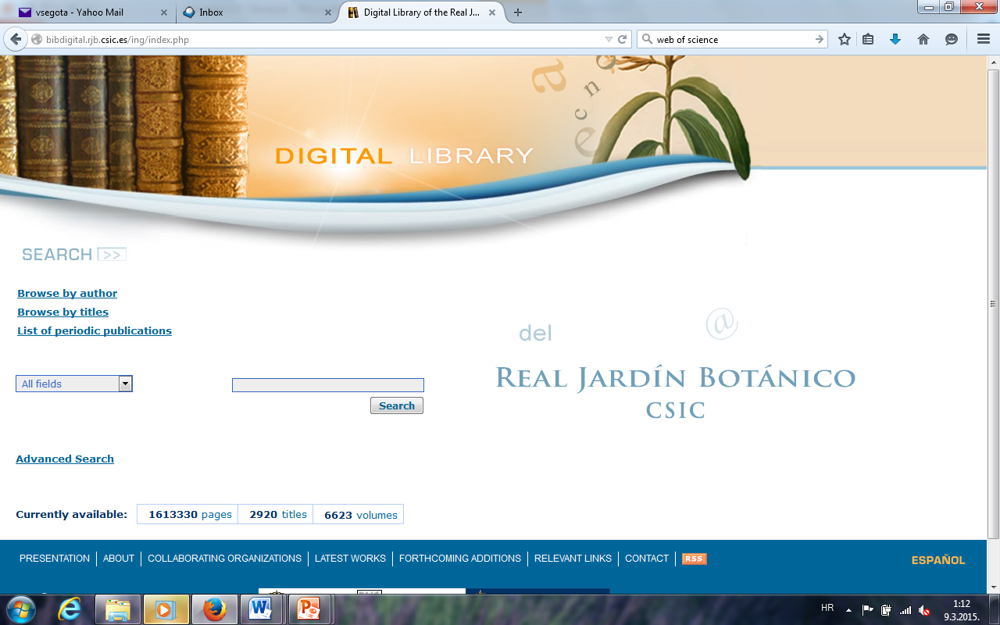 vsegota - Yahoo Mail
Inbox
Digital Library of the Real J...
bibdigital.rjb.csic.es/ing/index.php
web of science
a
e c n
DIGITAL LIBRARY
SEARCH >>
Browse by author
Browse by titles
List of periodic publications
del
@
REAL JARDÍN BOTÁNICO
CSIC
All fields
Search
Advanced Search
Currently available: 1613330 pages 2920 titles 6623 volumes
PRESENTATION ABOUT COLLABORATING ORGANIZATIONS LATEST WORKS FORTHCOMING ADDITIONS RELEVANT LINKS CONTACT RSS
ESPAÑOL
HR
1:12
9.3.2015.